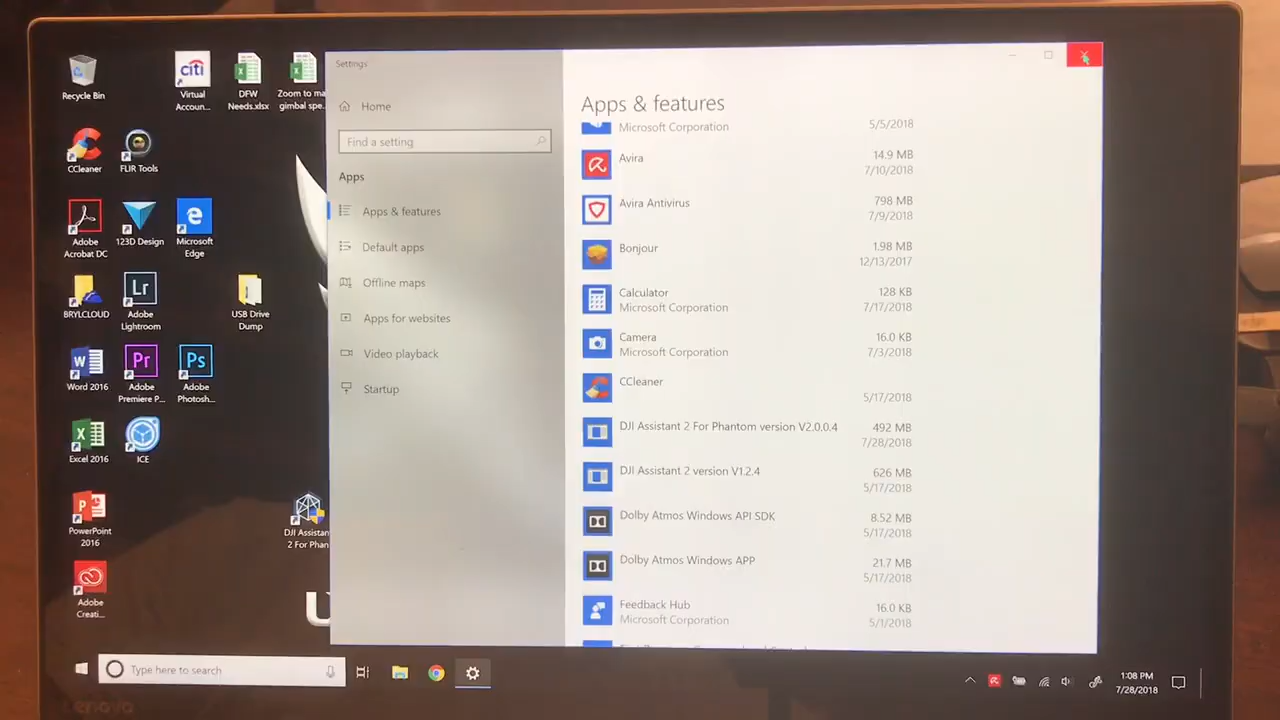 Recycle Bin
citi
Virtual
Accoun...
DFW
Needs.xlsx
Zoom to ma
gimbal spe..
CCleaner
FLIR Tools
Adobe
Acrobat DC
123D Design
Microsoft
Edge
BRYLCLOUD
Lr
Adobe
Lightroom
USB Drive
Dump
Word 2016
Pr
Adobe
Premiere P...
Ps
Adobe
Photosh...
Excel 2016
ICE
PowerPoint
2016
DJI Assistan
2 For Phan
Adobe
Creati...
U
Settings
Home
Find a setting
Apps
Apps & features
Default apps
Offline maps
Apps for websites
Video playback
Startup
Apps & features
Microsoft Corporation 5/5/2018
Avira 14.9 MB
7/10/2018
Avira Antivirus 798 MB
7/9/2018
Bonjour 1.98 MB
12/13/2017
Calculator 128 KB
Microsoft Corporation 7/17/2018
Camera 16.0 KB
Microsoft Corporation 7/3/2018
CCleaner
5/17/2018
DJI Assistant 2 For Phantom version V2.0.0.4 492 MB
7/28/2018
DJI Assistant 2 version V1.2.4 626 MB
5/17/2018
Dolby Atmos Windows API SDK 8.52 MB
5/17/2018
Dolby Atmos Windows APP 21.7 MB
5/17/2018
Feedback Hub 16.0 KB
Microsoft Corporation 5/1/2018
Type here to search
1:08 PM
7/28/2018
Lenovo